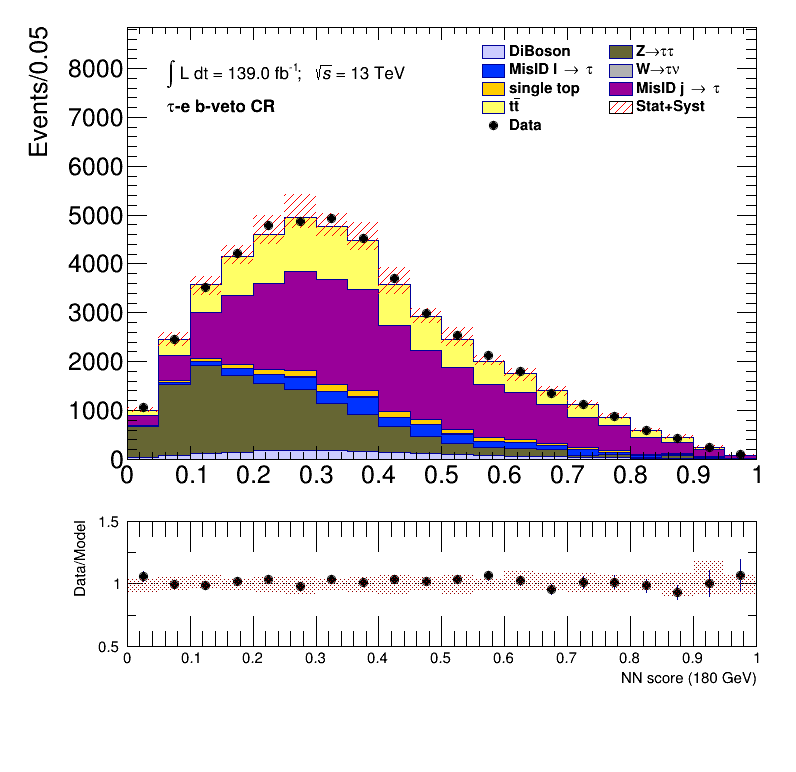 Events/0.05
8000
7000
6000
5000
4000
3000
2000
1000
0
∫ L dt = 139.0 fb⁻¹; √s = 13 TeV
τ-e b-veto CR
DiBoson
MisID l → τ
single top
tt̄
Data
Z→ττ
W→τν
MisID j → τ
Stat+Syst
0 0.1 0.2 0.3 0.4 0.5 0.6 0.7 0.8 0.9 1
Data/Model
1.5
1
0.5
0 0.1 0.2 0.3 0.4 0.5 0.6 0.7 0.8 0.9 1
NN score (180 GeV)